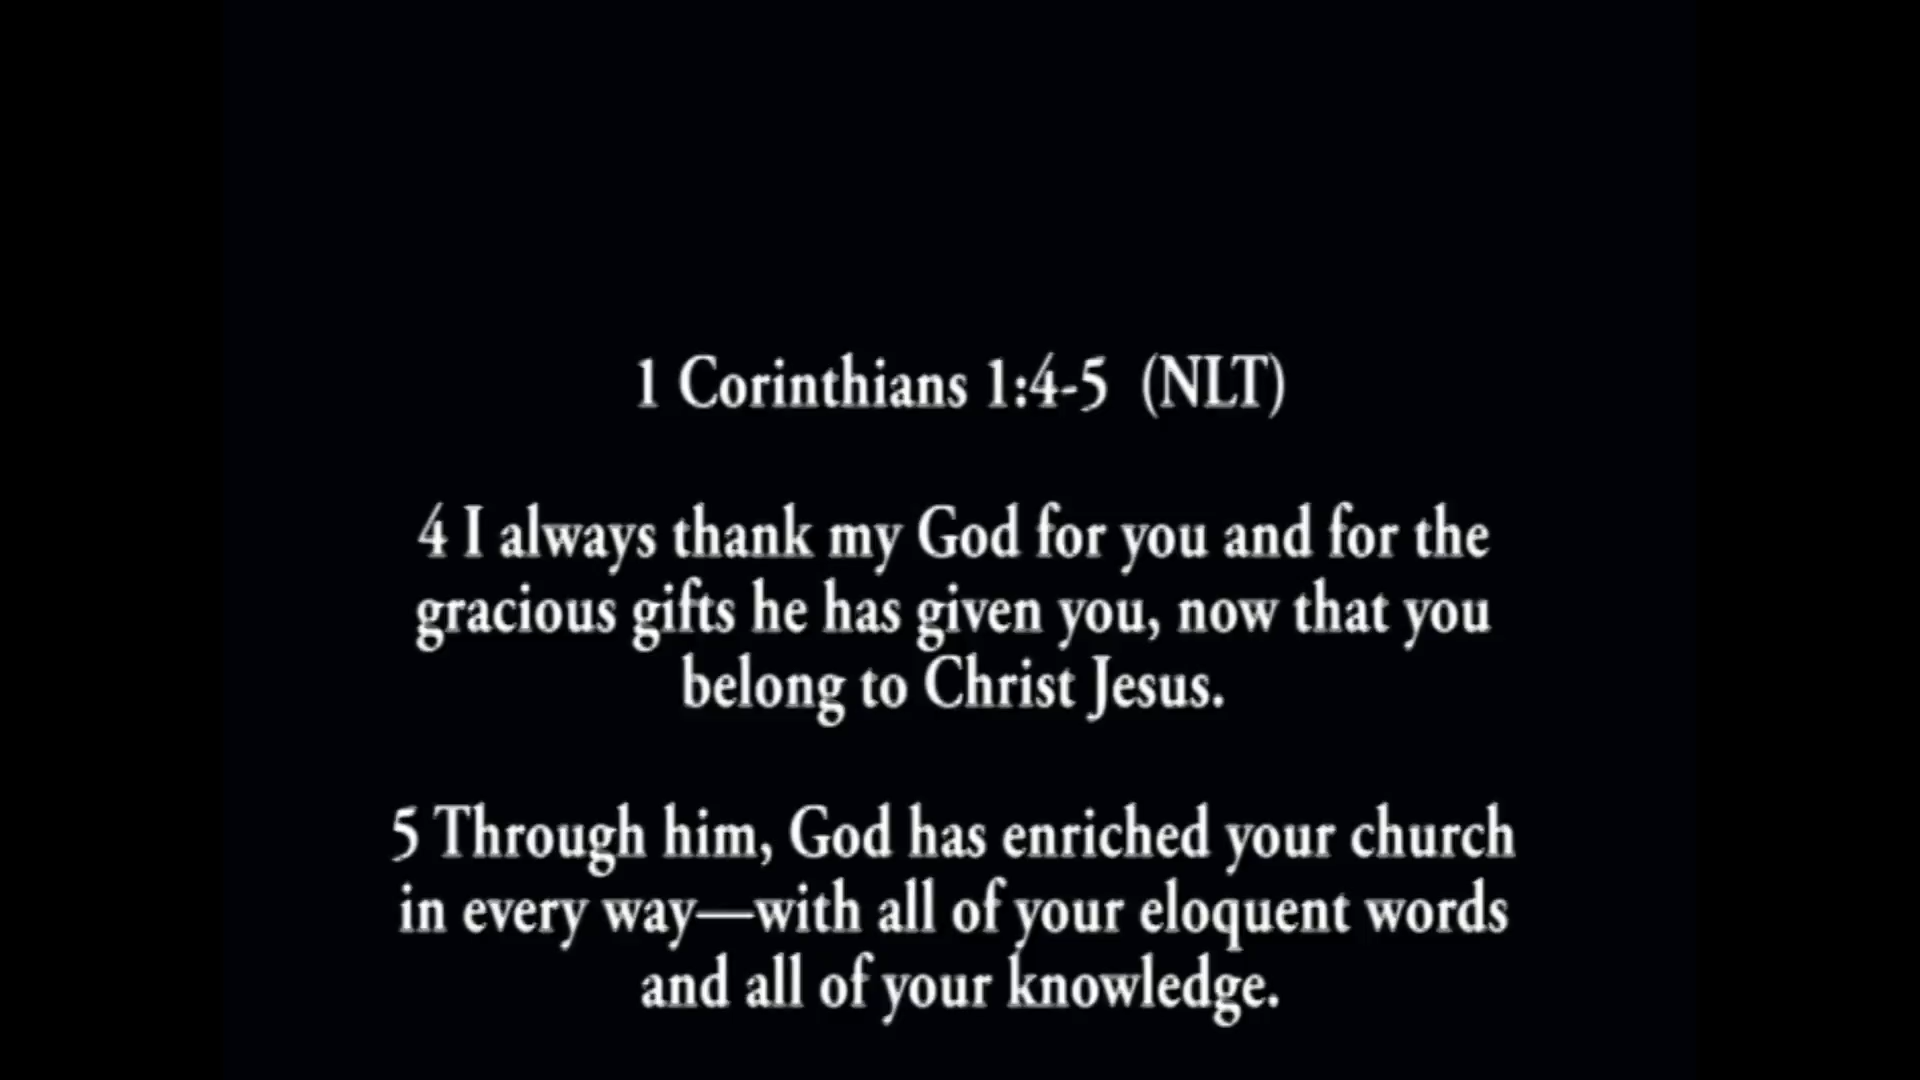 1 Corinthians 1:4-5 (NLT)
4 I always thank my God for you and for the
gracious gifts he has given you, now that you
belong to Christ Jesus.
5 Through him, God has enriched your church
in every way—with all of your eloquent words
and all of your knowledge.